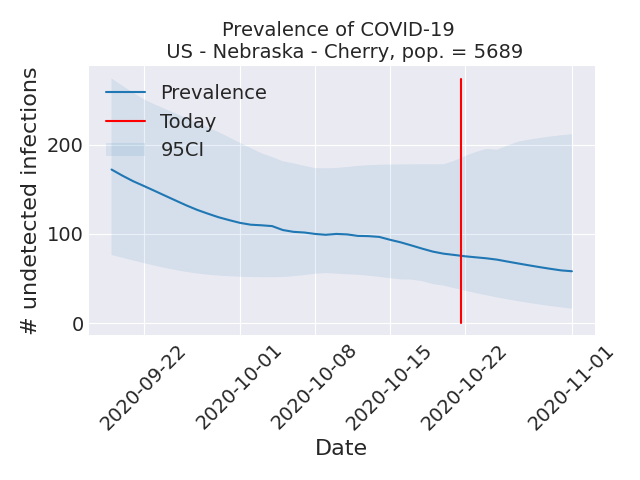 Prevalence of COVID-19
US - Nebraska - Cherry, pop. = 5689
# undetected infections
200
100
0
Prevalence
Today
95CI
2020-09-22
2020-10-01
2020-10-08
2020-10-15
2020-10-22
2020-11-01
Date